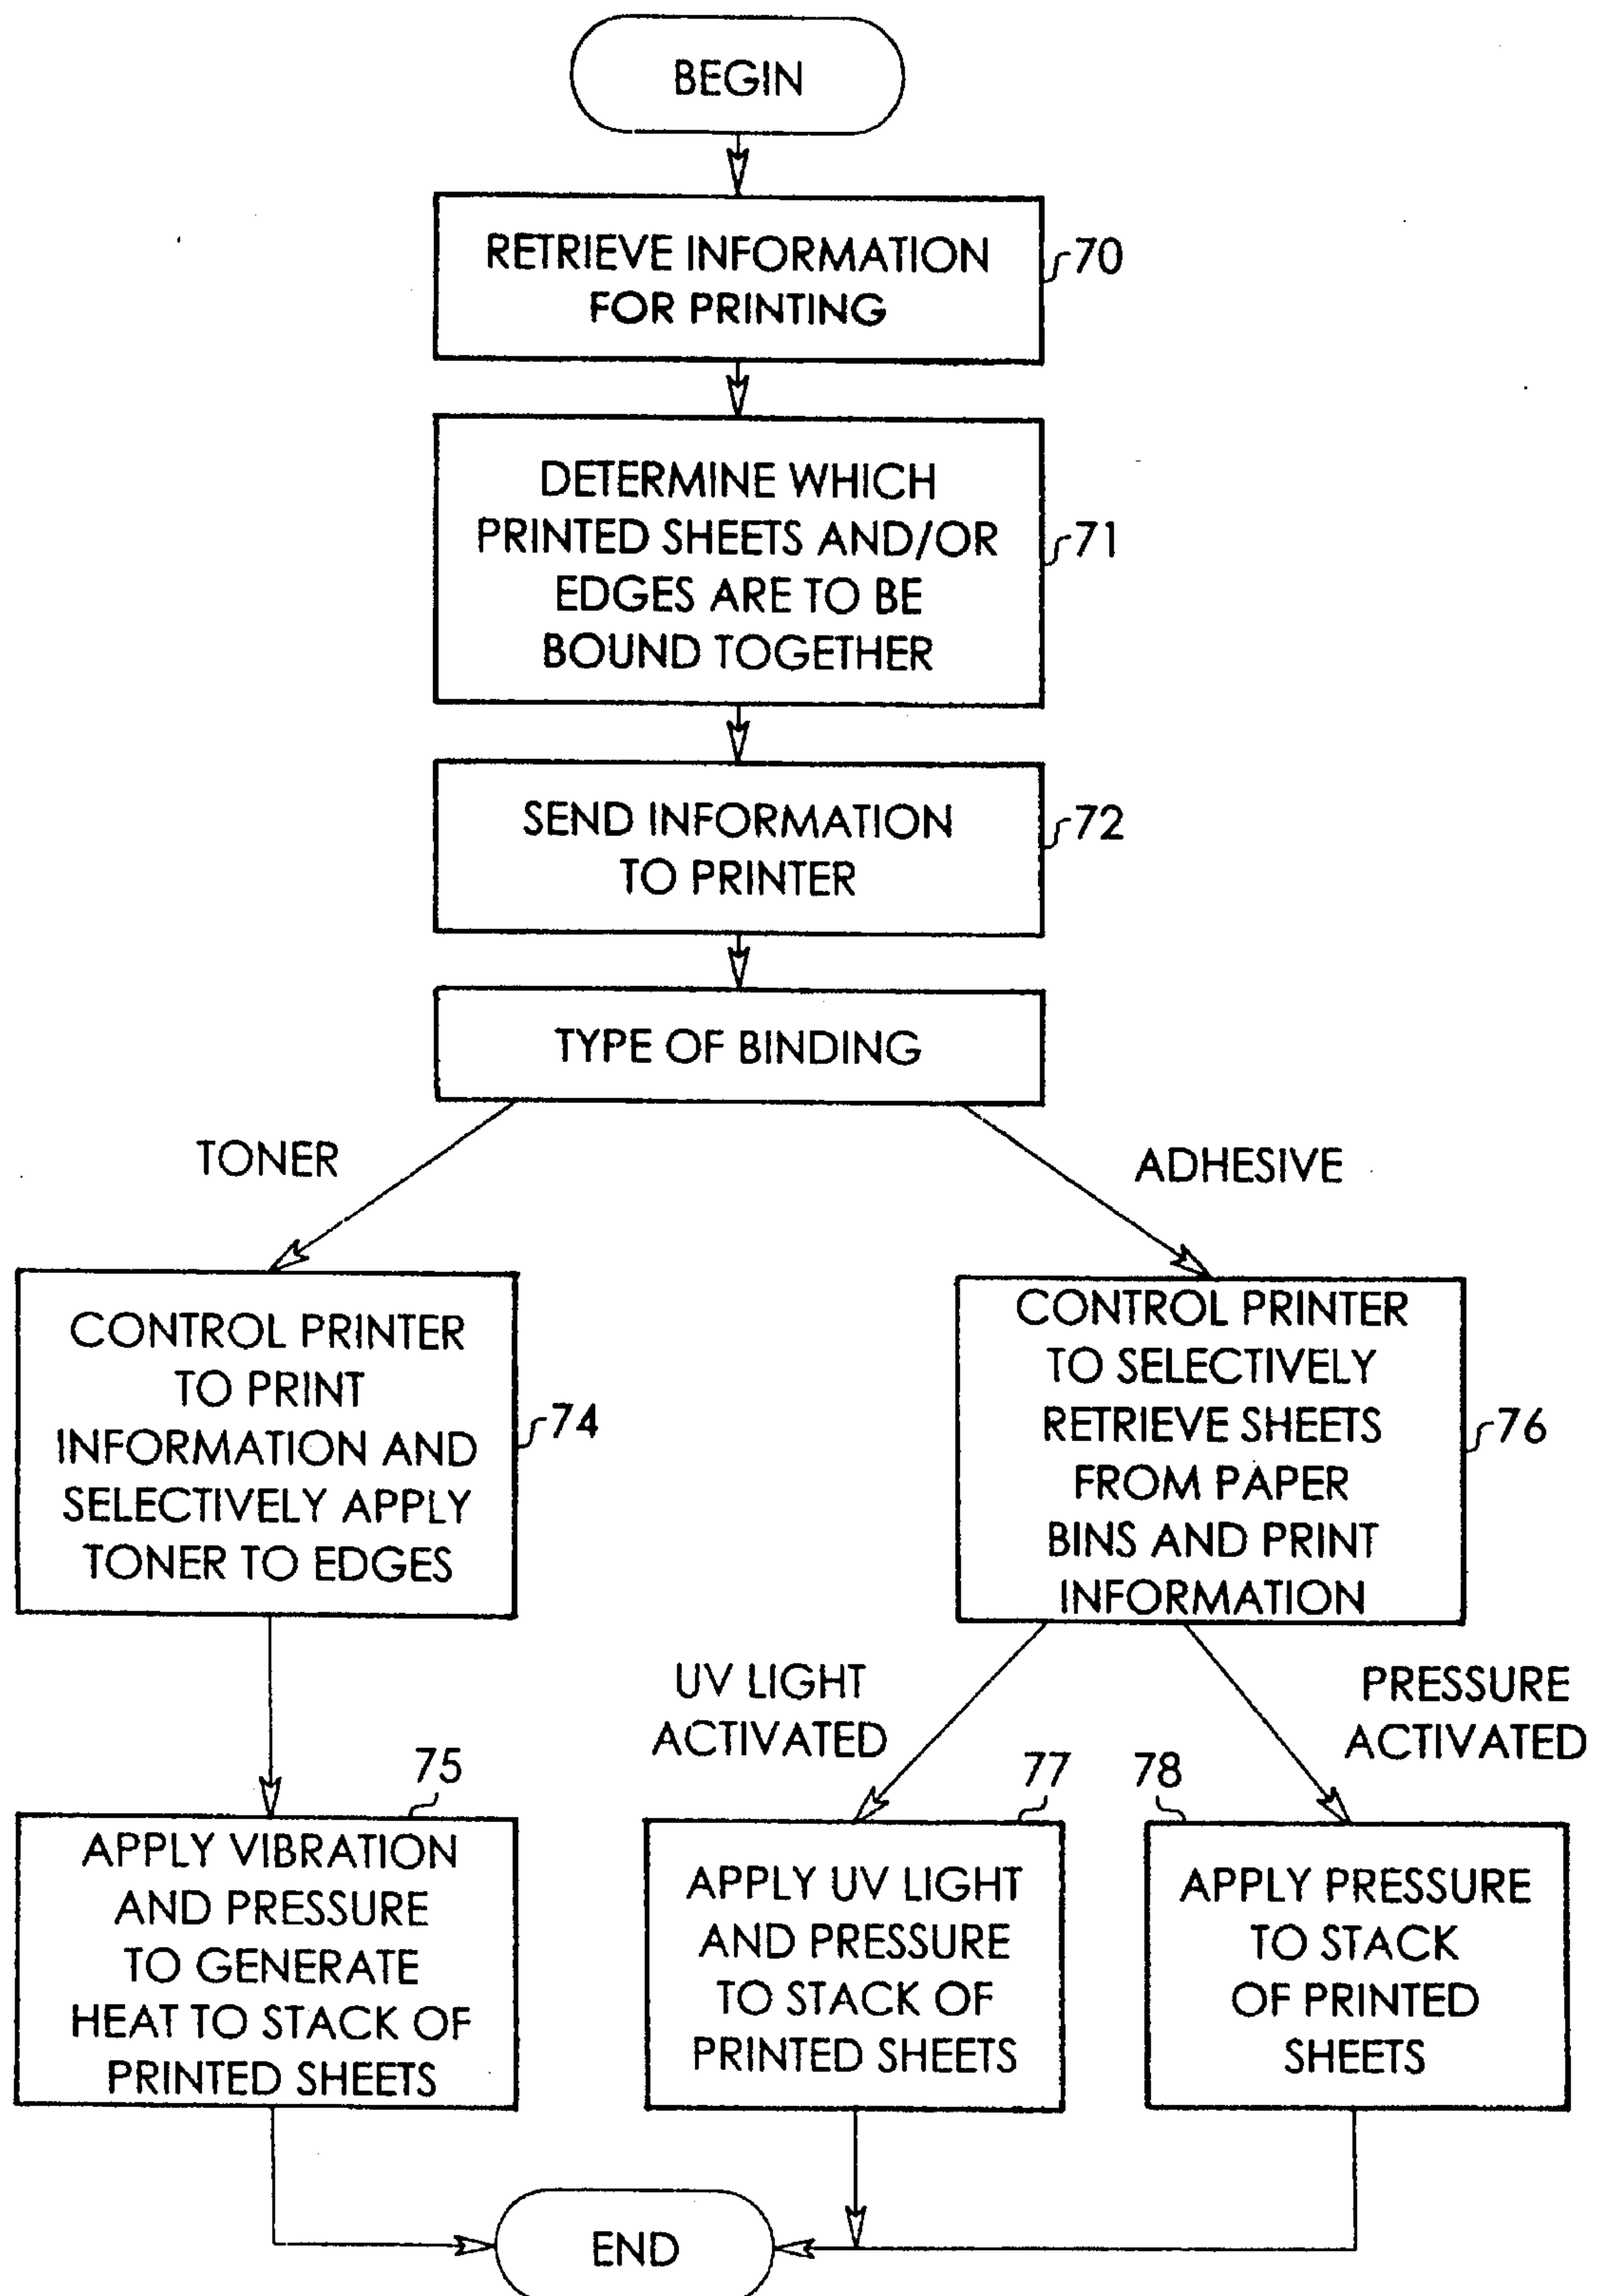 BEGIN
RETRIEVE INFORMATION
FOR PRINTING
70
DETERMINE WHICH
PRINTED SHEETS AND/OR
EDGES ARE TO BE
BOUND TOGETHER
71
SEND INFORMATION
TO PRINTER
72
TYPE OF BINDING
TONER
ADHESIVE
CONTROL PRINTER
TO PRINT
INFORMATION AND
SELECTIVELY APPLY
TONER TO EDGES
74
CONTROL PRINTER
TO SELECTIVELY
RETRIEVE SHEETS
FROM PAPER
BINS AND PRINT
INFORMATION
76
UV LIGHT
ACTIVATED
PRESSURE
ACTIVATED
75
APPLY VIBRATION
AND PRESSURE
TO GENERATE
HEAT TO STACK OF
PRINTED SHEETS
77
APPLY UV LIGHT
AND PRESSURE
TO STACK OF
PRINTED SHEETS
78
APPLY PRESSURE
TO STACK
OF PRINTED
SHEETS
END